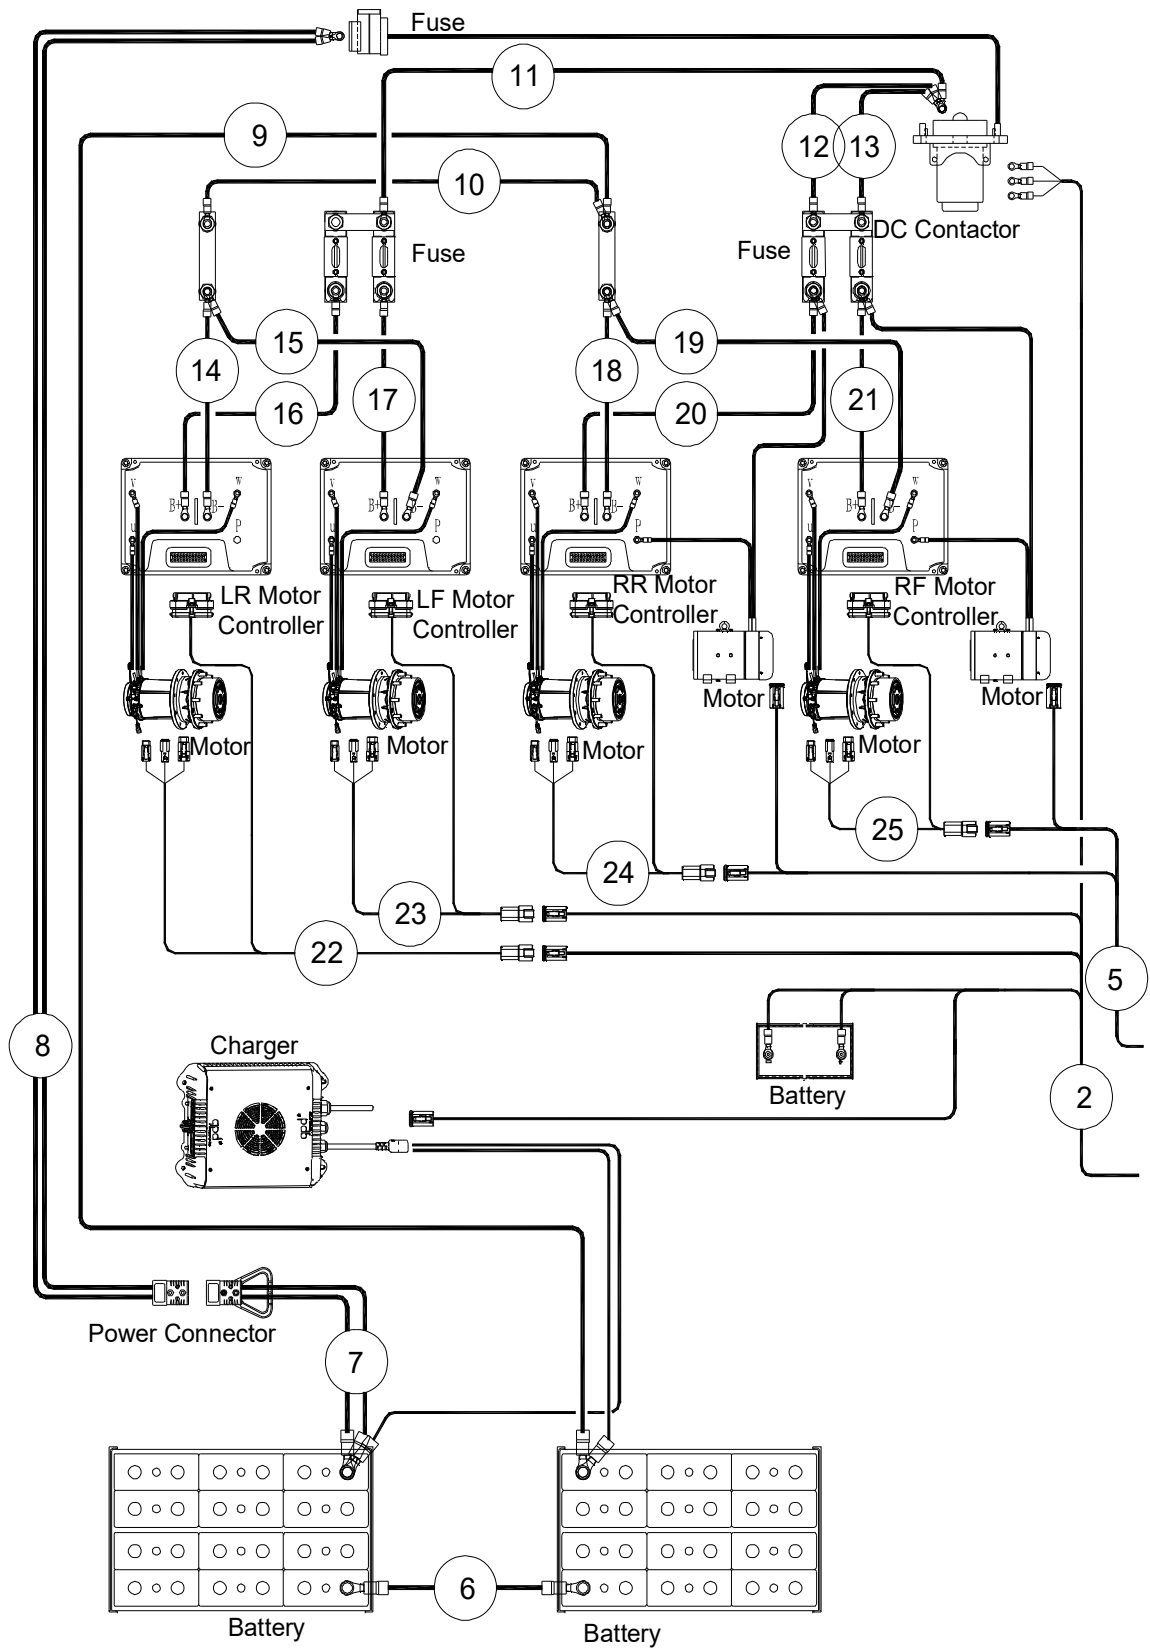 Fuse
11
9
12
13
10
DC Contactor
Fuse
Fuse
15
19
14
18
16
17
20
21
V
W
B+
B-
U
P
V
W
B+
B-
U
V
W
B+
B-
U
P
V
W
B+
B-
U
P
LR Motor
Controller
LF Motor
Controller
RR Motor
Controller
RF Motor
Controller
Motor
Motor
Motor
Motor
Motor
Motor
25
24
23
22
5
8
Charger
Battery
2
Power Connector
7
6
Battery
Battery